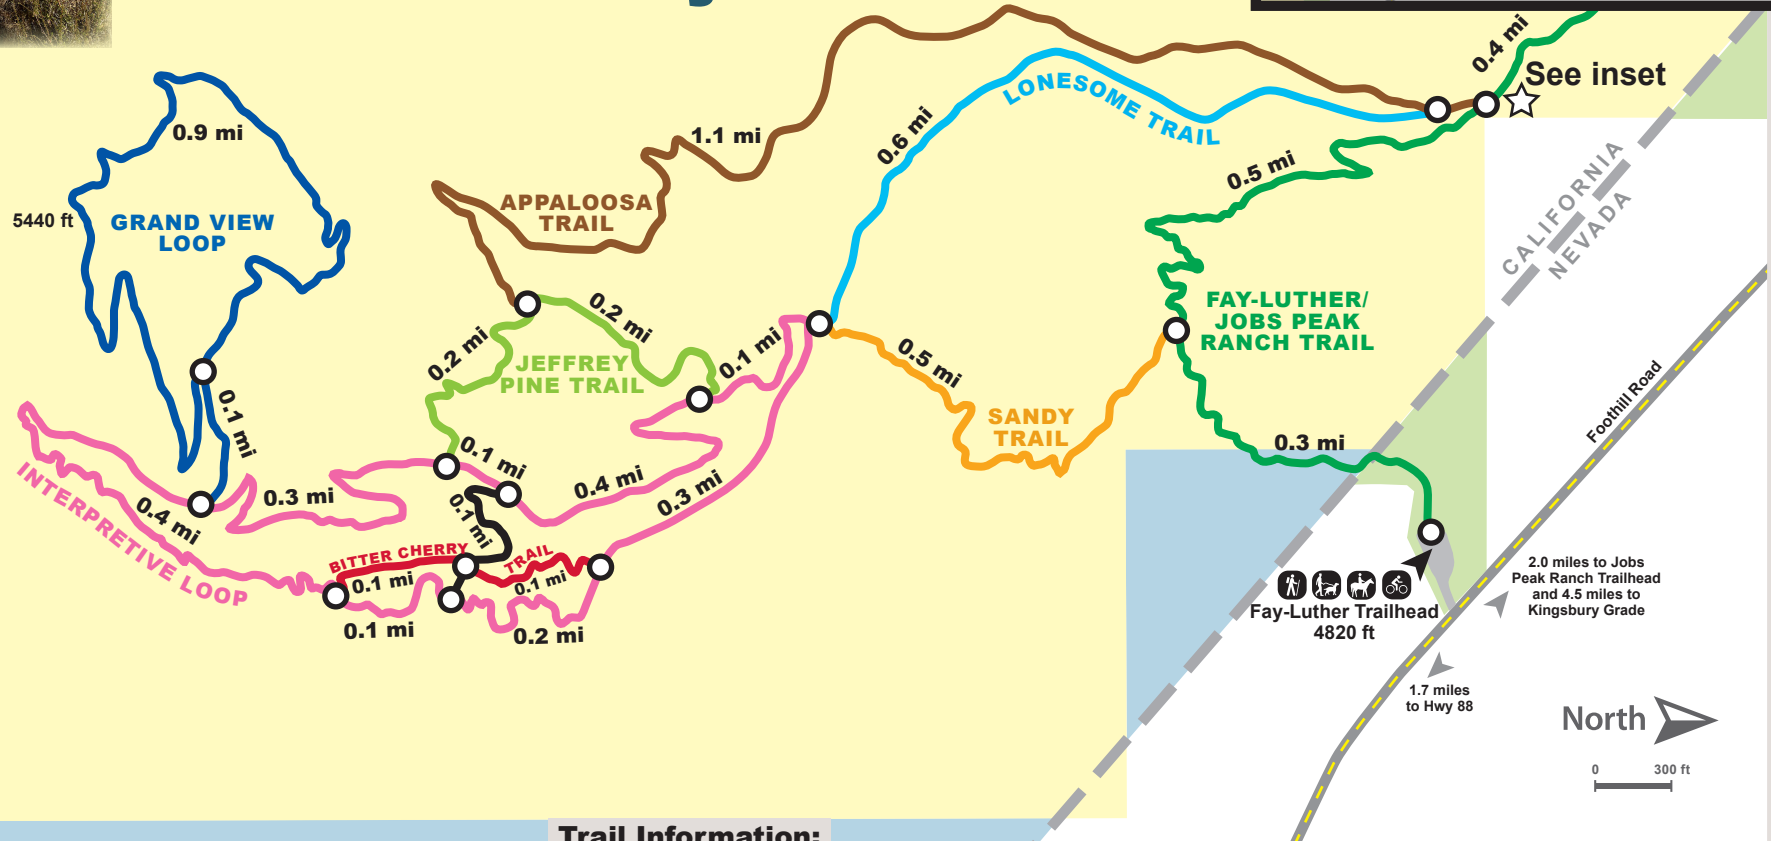 0.4 mi
See inset
0.9 mi
GRAND VIEW
LOOP
5440 ft
0.1 mi
1.1 mi
APPALOOSA
TRAIL
0.6 mi
LONESOME TRAIL
0.5 mi
CALIFORNIA
NEVADA
FAY-LUTHER/
JOBS PEAK
RANCH TRAIL
0.2 mi
0.2 mi
JEFFREY
PINE TRAIL
0.1 mi
0.5 mi
SANDY
TRAIL
0.3 mi
Foothill Road
INTERPRETIVE LOOP
0.4 mi
0.3 mi
0.1 mi
0.1 mi
0.4 mi
0.3 mi
BITTER CHERRY
TRAIL
0.1 mi
0.1 mi
0.1 mi
0.2 mi
Fay-Luther Trailhead
4820 ft
2.0 miles to Jobs
Peak Ranch Trailhead
and 4.5 miles to
Kingsbury Grade
1.7 miles
to Hwy 88
North
0 300 ft
Trail Information: